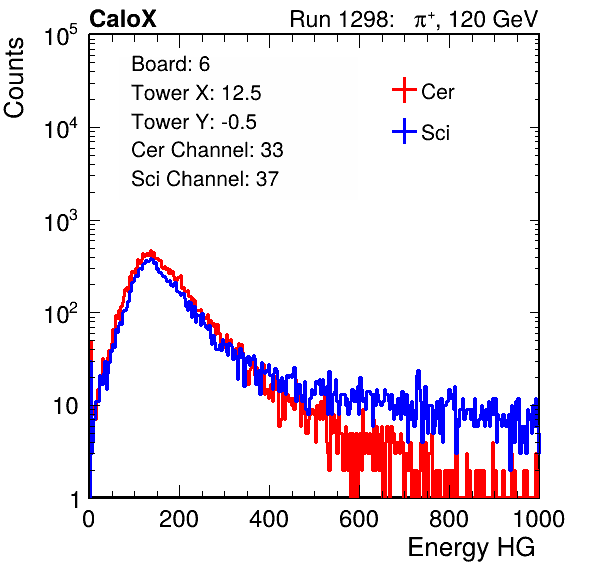 CaloX Run 1298: π⁺, 120 GeV
Counts
10⁵
10⁴
10³
10²
10
1
Board: 6
Tower X: 12.5
Tower Y: -0.5
Cer Channel: 33
Sci Channel: 37
Cer
Sci
0 200 400 600 800 1000
Energy HG